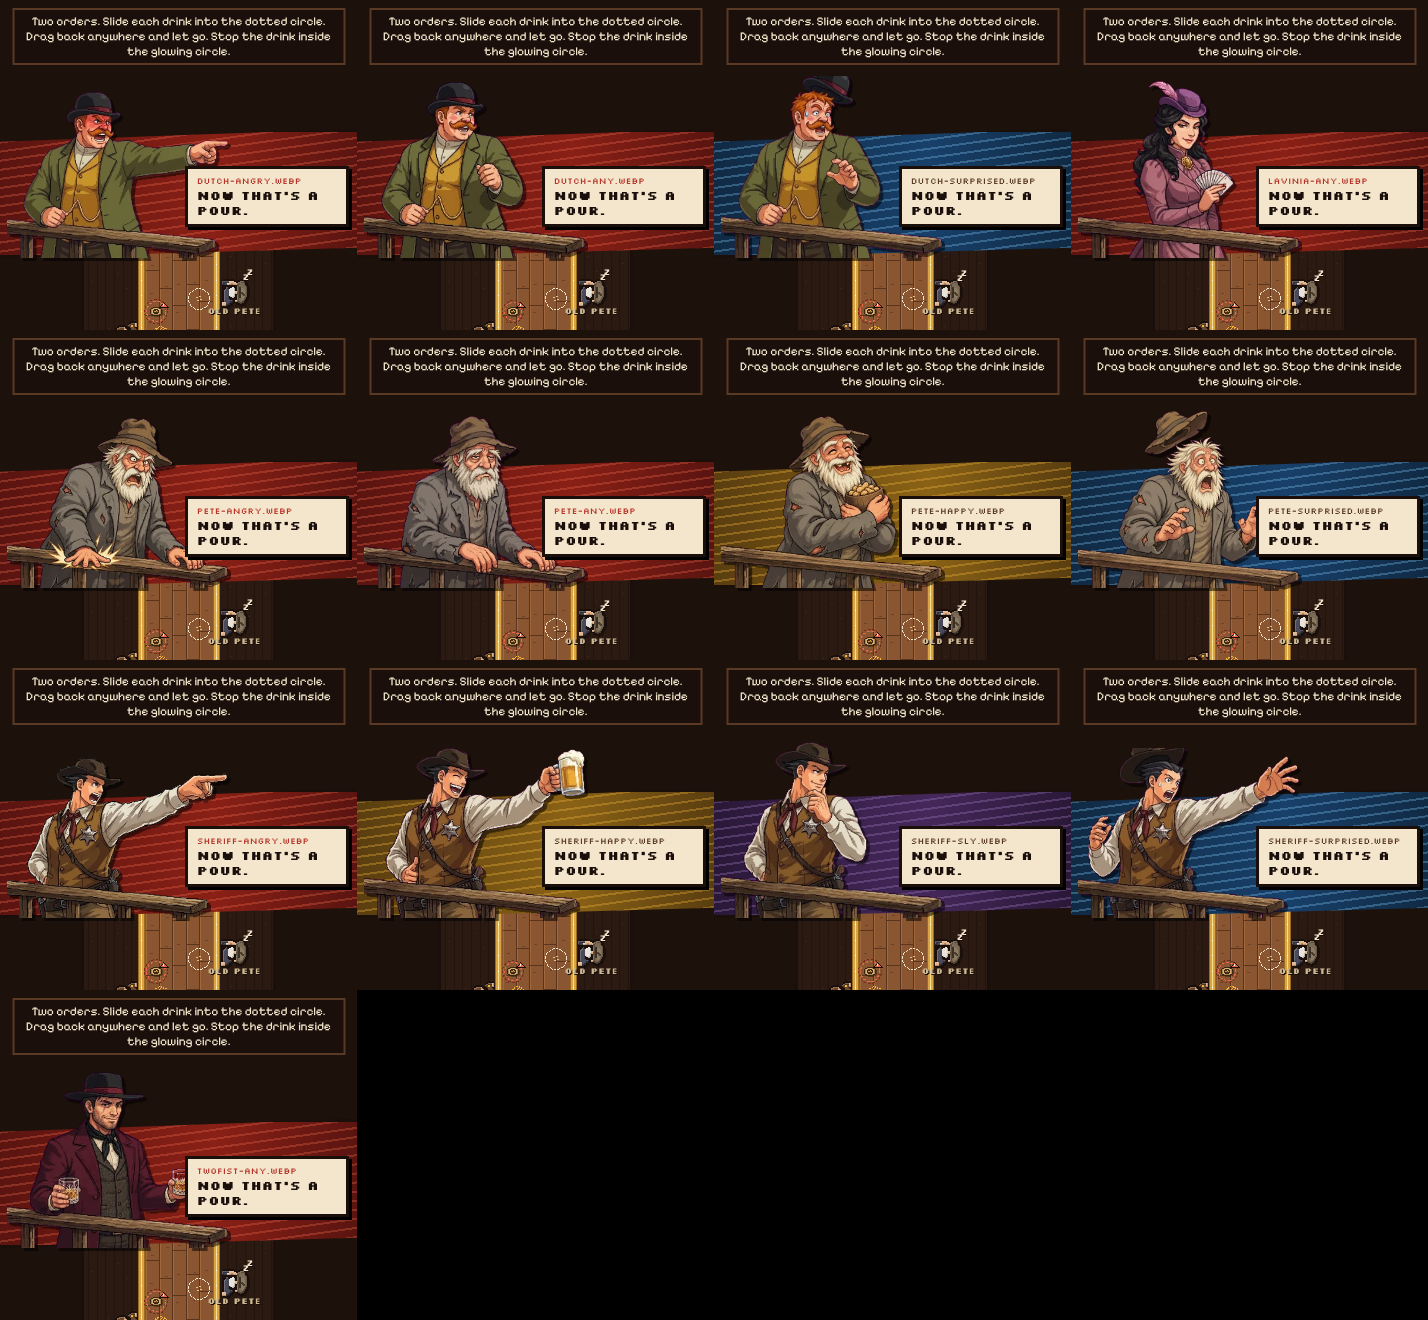 Two orders. Slide each drink into the dotted circle.
Drag back anywhere and let go. Stop the drink inside
the glowing circle.
DUTCH-ANGRY.WEBP
NOW THAT'S A
POUR.
Z
Z
OLD PETE
Two orders. Slide each drink into the dotted circle.
Drag back anywhere and let go. Stop the drink inside
the glowing circle.
DUTCH-ANY.WEBP
NOW THAT'S A
POUR.
Z
Z
OLD PETE
Two orders. Slide each drink into the dotted circle.
Drag back anywhere and let go. Stop the drink inside
the glowing circle.
DUTCH-SURPRISED.WEBP
NOW THAT'S A
POUR.
Z
Z
OLD PETE
Two orders. Slide each drink into the dotted circle.
Drag back anywhere and let go. Stop the drink inside
the glowing circle.
LAVINIA-ANY.WEBP
NOW THAT'S A
POUR.
Z
Z
OLD PETE
Two orders. Slide each drink into the dotted circle.
Drag back anywhere and let go. Stop the drink inside
the glowing circle.
PETE-ANGRY.WEBP
NOW THAT'S A
POUR.
Z
Z
OLD PETE
Two orders. Slide each drink into the dotted circle.
Drag back anywhere and let go. Stop the drink inside
the glowing circle.
PETE-ANY.WEBP
NOW THAT'S A
POUR.
Z
Z
OLD PETE
Two orders. Slide each drink into the dotted circle.
Drag back anywhere and let go. Stop the drink inside
the glowing circle.
PETE-HAPPY.WEBP
NOW THAT'S A
POUR.
Z
Z
OLD PETE
Two orders. Slide each drink into the dotted circle.
Drag back anywhere and let go. Stop the drink inside
the glowing circle.
PETE-SURPRISED.WEBP
NOW THAT'S A
POUR.
Z
Z
OLD PETE
Two orders. Slide each drink into the dotted circle.
Drag back anywhere and let go. Stop the drink inside
the glowing circle.
SHERIFF-ANGRY.WEBP
NOW THAT'S A
POUR.
Z
Z
OLD PETE
Two orders. Slide each drink into the dotted circle.
Drag back anywhere and let go. Stop the drink inside
the glowing circle.
SHERIFF-HAPPY.WEBP
NOW THAT'S A
POUR.
Z
Z
OLD PETE
Two orders. Slide each drink into the dotted circle.
Drag back anywhere and let go. Stop the drink inside
the glowing circle.
SHERIFF-SLY.WEBP
NOW THAT'S A
POUR.
Z
Z
OLD PETE
Two orders. Slide each drink into the dotted circle.
Drag back anywhere and let go. Stop the drink inside
the glowing circle.
SHERIFF-SURPRISED.WEBP
NOW THAT'S A
POUR.
Z
Z
OLD PETE
Two orders. Slide each drink into the dotted circle.
Drag back anywhere and let go. Stop the drink inside
the glowing circle.
TWOFIST-ANY.WEBP
NOW THAT'S A
POUR.
Z
Z
OLD PETE